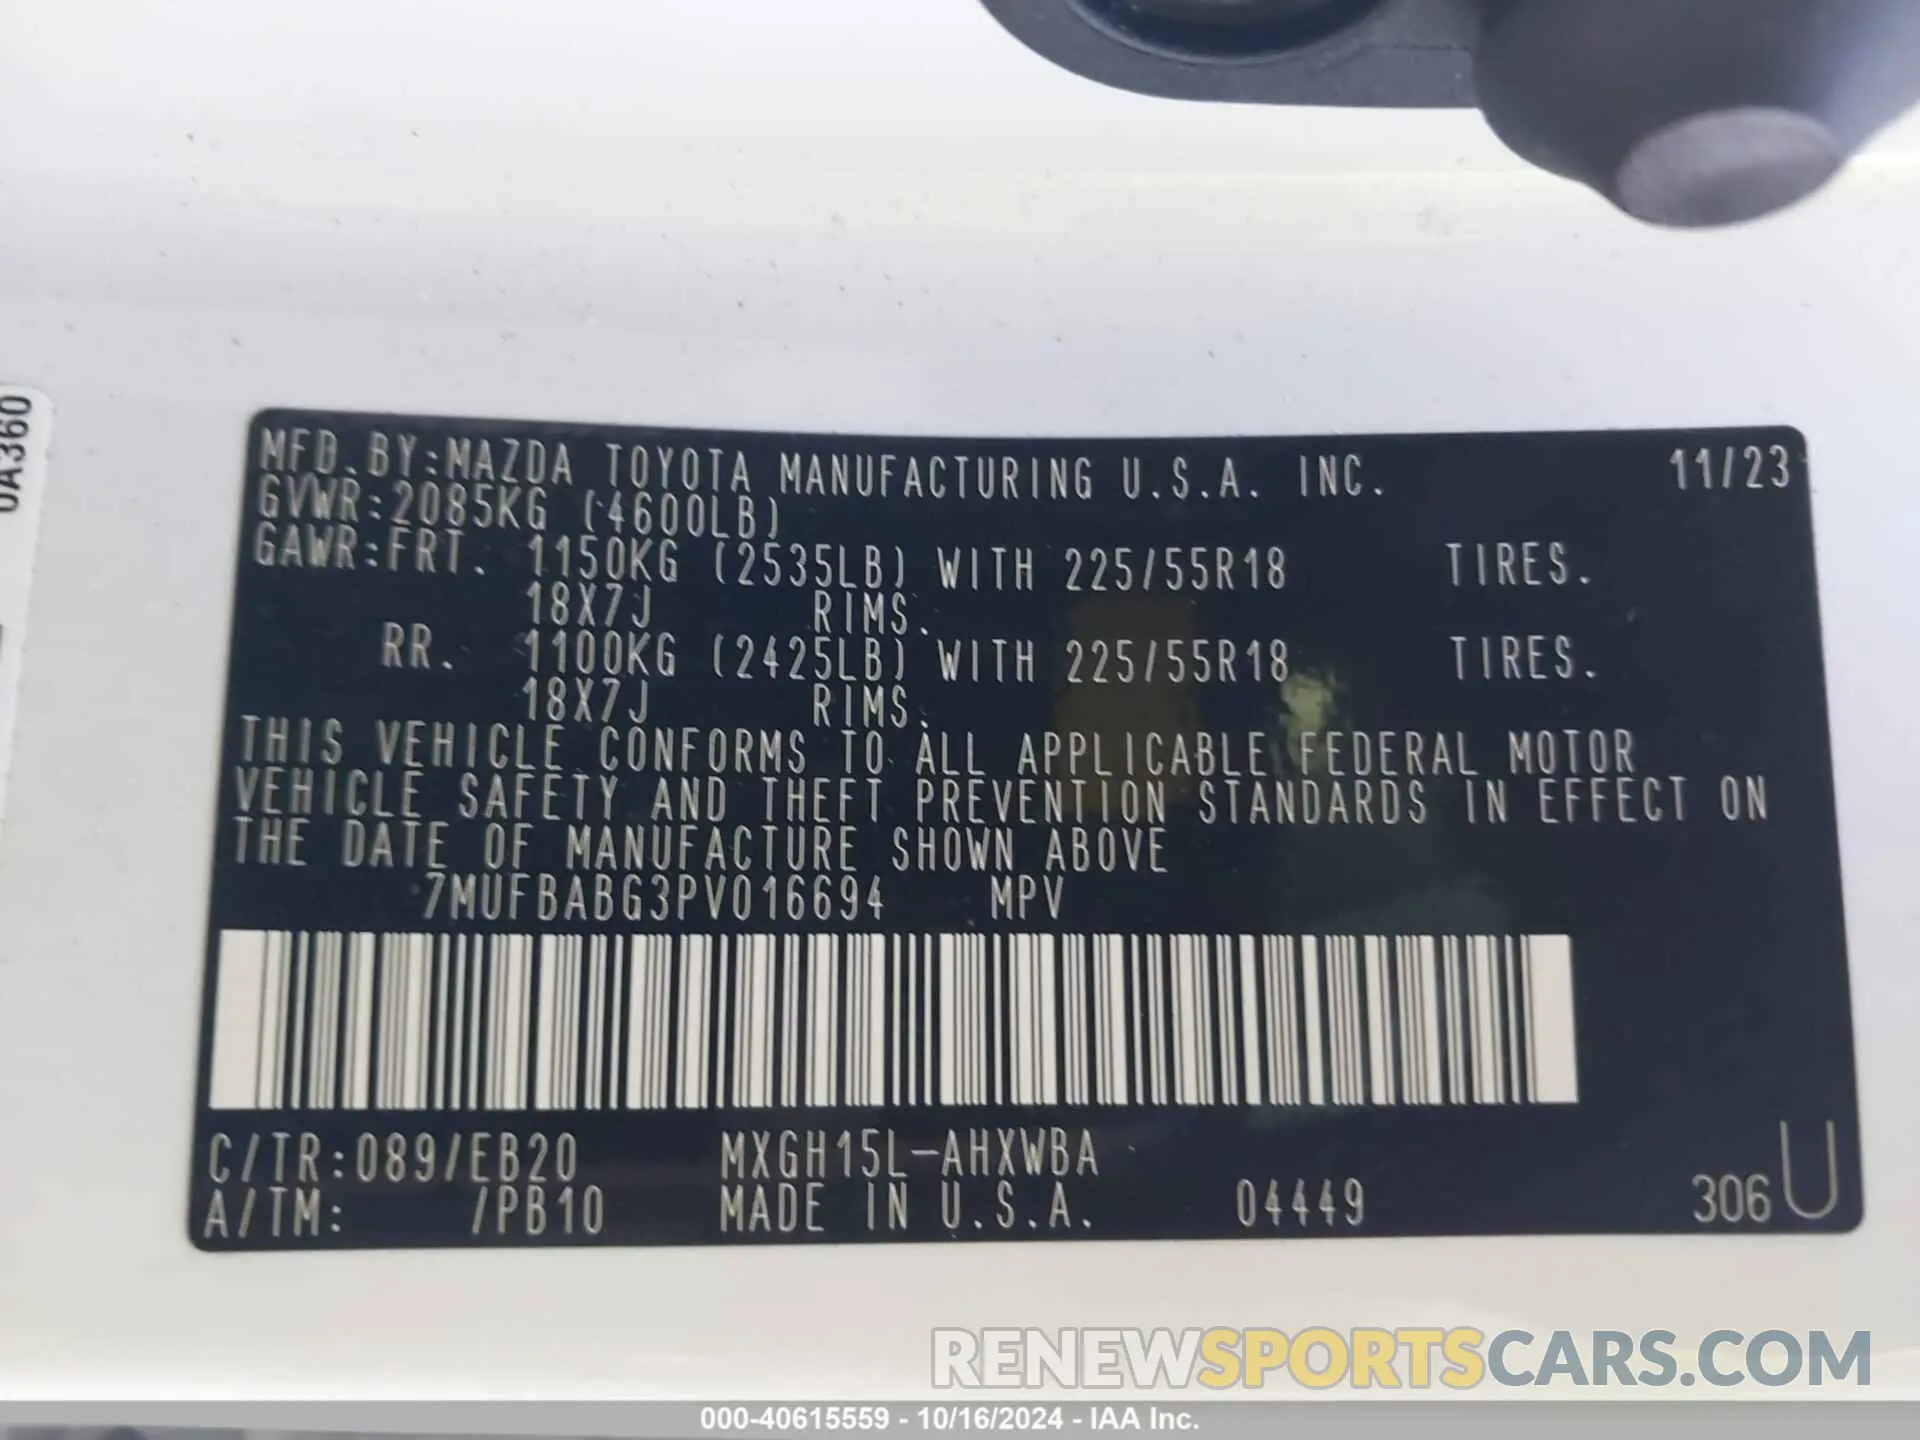 0A360
MFD.BY:MAZDA TOYOTA MANUFACTURING U.S.A. INC. 11/23
GVWR:2085KG (4600LB)
GAWR:FRT. 1150KG (2535LB) WITH 225/55R18 TIRES.
18X7J RIMS.
RR. 1100KG (2425LB) WITH 225/55R18 TIRES.
18X7J RIMS.
THIS VEHICLE CONFORMS TO ALL APPLICABLE FEDERAL MOTOR
VEHICLE SAFETY AND THEFT PREVENTION STANDARDS IN EFFECT ON
THE DATE OF MANUFACTURE SHOWN ABOVE
7MUFBABG3PV016694 MPV
C/TR:089/EB20 MXGH15L-AHXWBA
A/TM: /PB10 MADE IN U.S.A. 04449 306 U
RENEWSPORTSCARS.COM
000-40615559 - 10/16/2024 - IAA Inc.